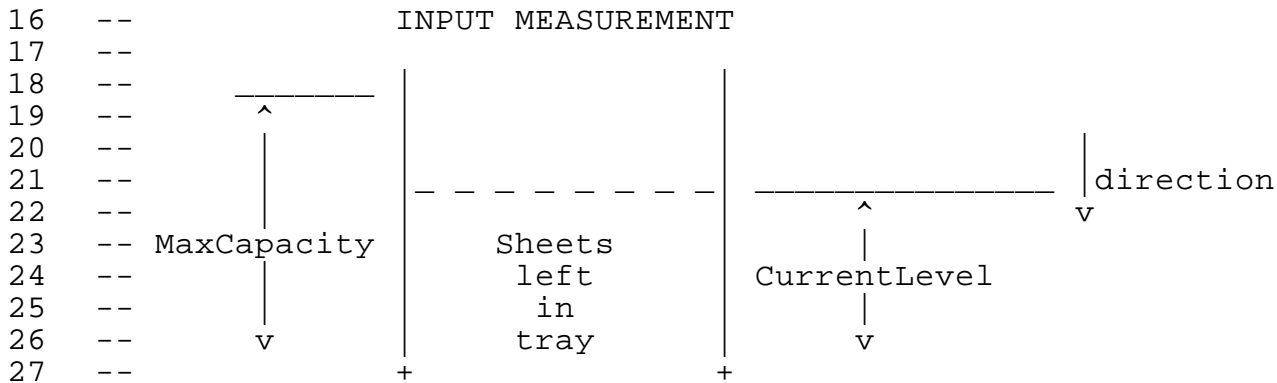 16   --              INPUT MEASUREMENT
17   --
18   --      _______ |               |
19   --       ^      |               |
20   --       |      |               |                 |
21   --       |      |_ _ _ _ _ _ _ _| _______________ |direction
22   --       |      |               |      ^          v
23   -- MaxCapacity  |    Sheets     |      |
24   --       |      |     left      | CurrentLevel
25   --       |      |      in       |      |
26   --       v      |     tray      |      v
27   --              +               +